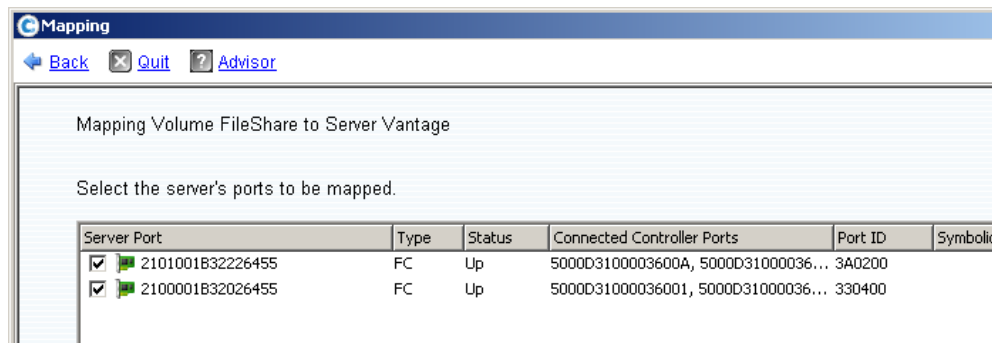 Mapping
Back Quit Advisor
Mapping Volume FileShare to Server Vantage
Select the server's ports to be mapped.
Server Port Type Status Connected Controller Ports Port ID Symbolic
2101001B32226455 FC Up 5000D3100003600A, 5000D31000036... 3A0200
2100001B32026455 FC Up 5000D31000036001, 5000D31000036... 330400